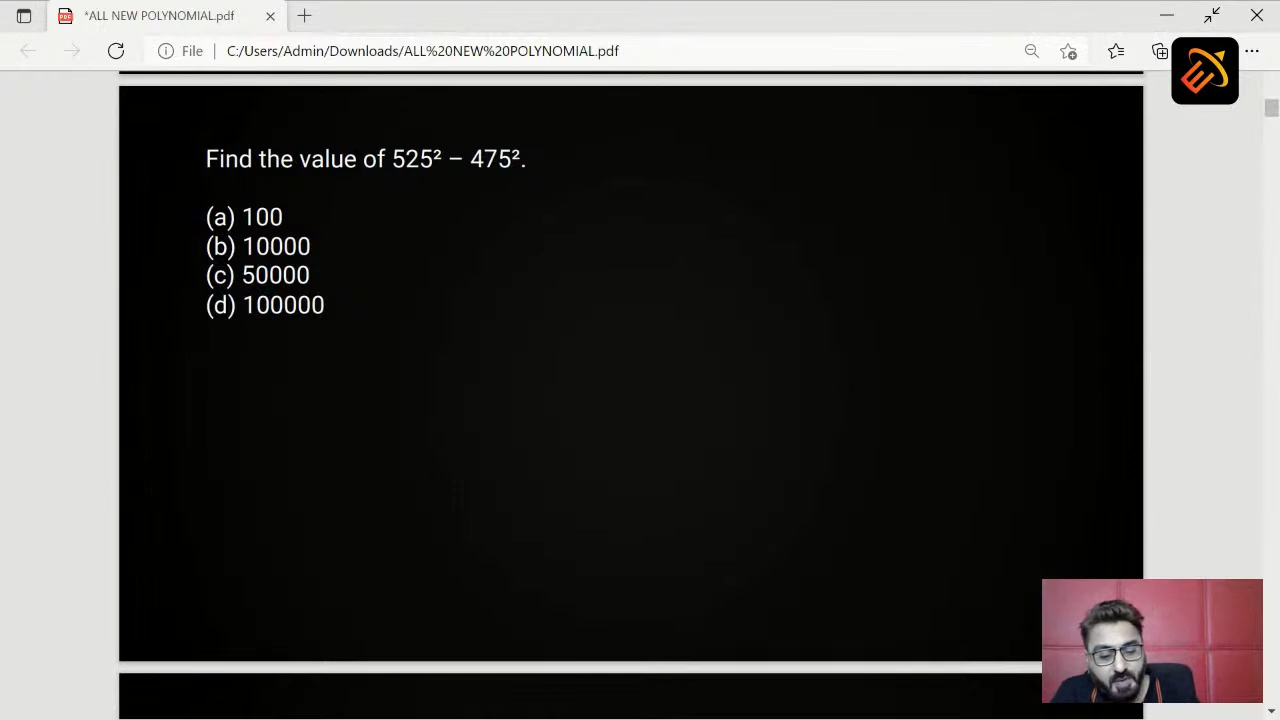 *ALL NEW POLYNOMIAL.pdf
File
C:/Users/Admin/Downloads/ALL%20NEW%20POLYNOMIAL.pdf
Find the value of 525² – 475².
(a) 100
(b) 10000
(c) 50000
(d) 100000